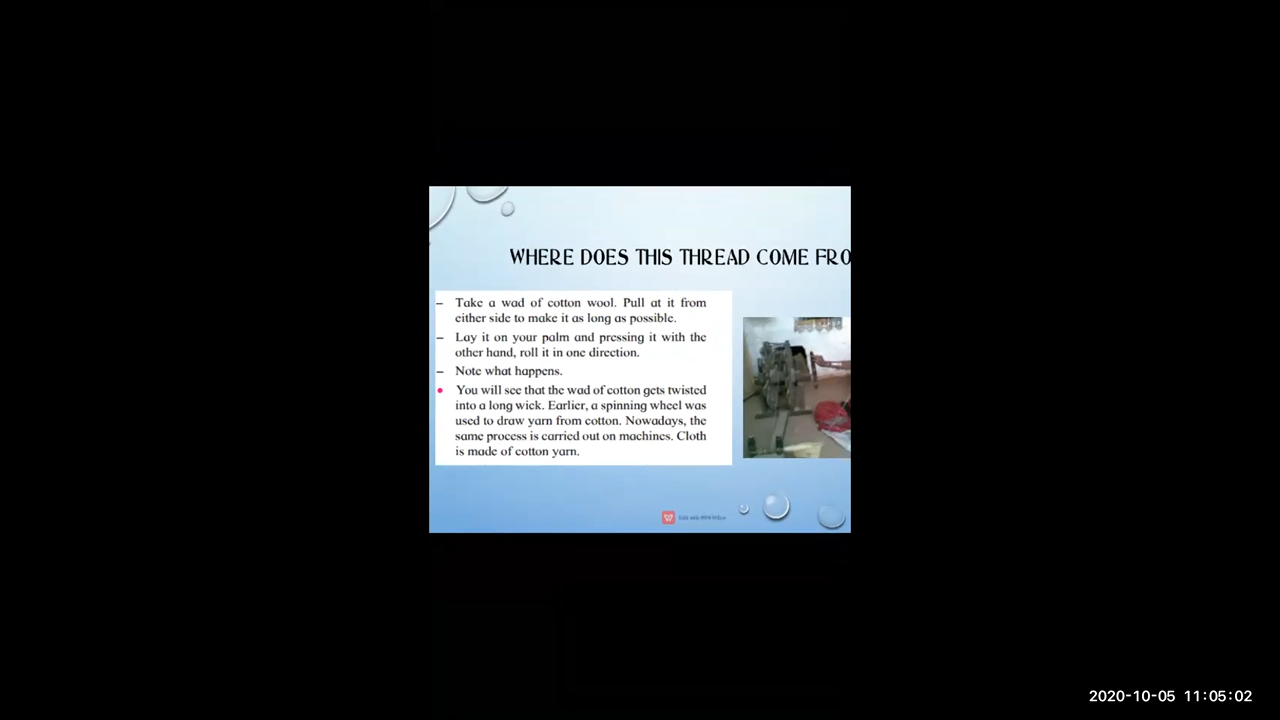 WHERE DOES THIS THREAD COME FRO
– Take a wad of cotton wool. Pull at it from
either side to make it as long as possible.
– Lay it on your palm and pressing it with the
other hand, roll it in one direction.
– Note what happens.
• You will see that the wad of cotton gets twisted
into a long wick. Earlier, a spinning wheel was
used to draw yarn from cotton. Nowadays, the
same process is carried out on machines. Cloth
is made of cotton yarn.
2020-10-05 11:05:02